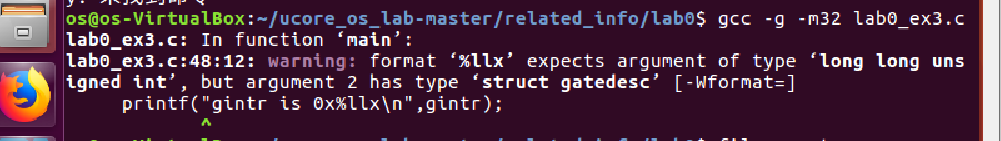 os@os-VirtualBox:~/ucore_os_lab-master/related_info/lab0$ gcc -g -m32 lab0_ex3.c
lab0_ex3.c: In function ‘main’:
lab0_ex3.c:48:12: warning: format ‘%llx’ expects argument of type ‘long long uns
igned int’, but argument 2 has type ‘struct gatedesc’ [-Wformat=]
     printf("gintr is 0x%llx\n",gintr);
            ^